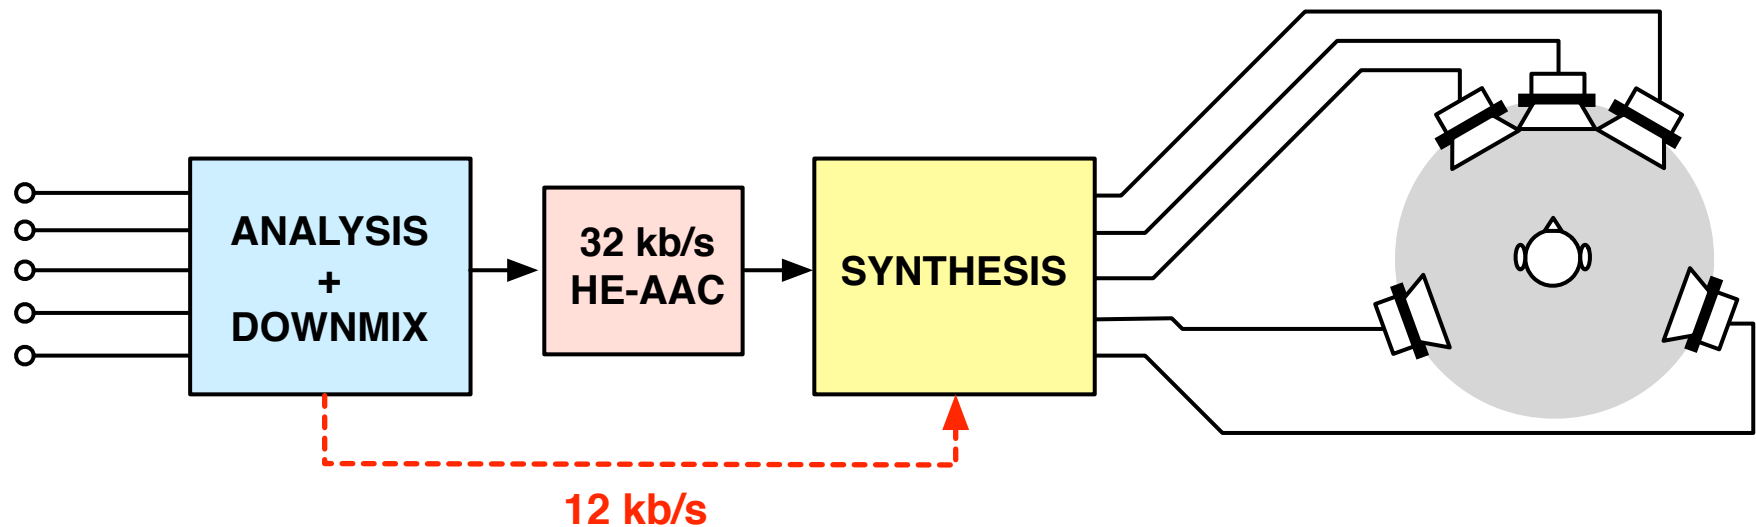 ANALYSIS
+
DOWNMIX
32 kb/s
HE-AAC
SYNTHESIS
12 kb/s